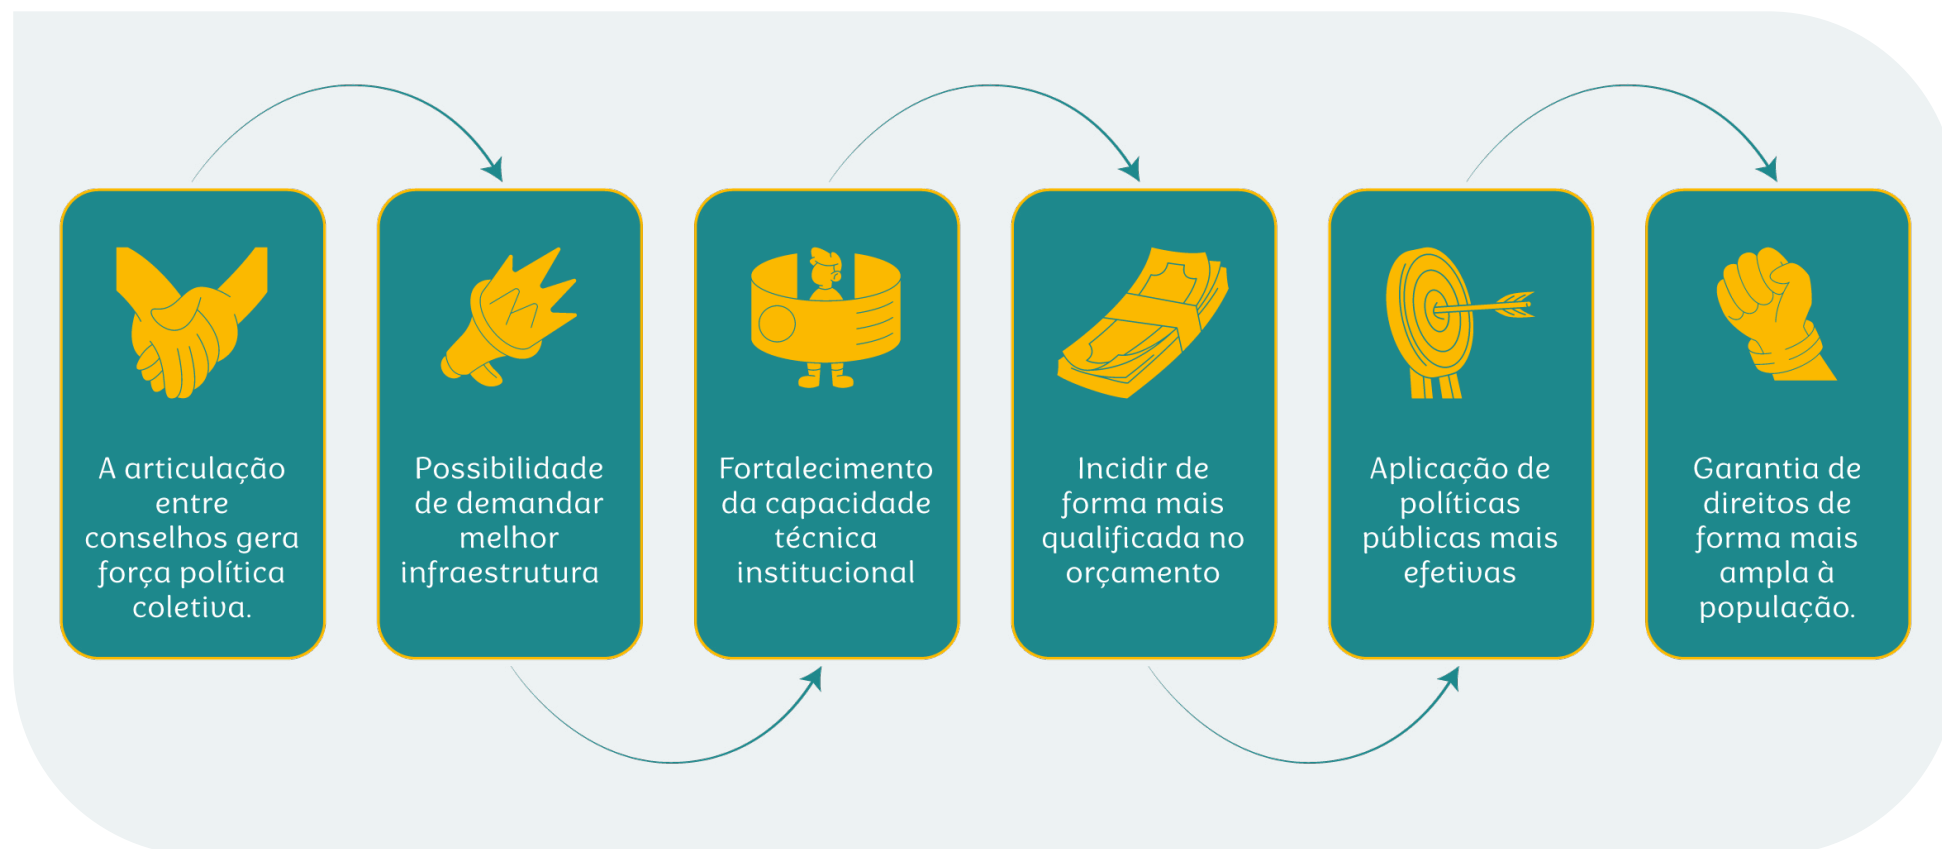 A articulação
entre
conselhos gera
força política
coletiva.
Possibilidade
de demandar
melhor
infraestrutura
Fortalecimento
da capacidade
técnica
institucional
Incidir de
forma mais
qualificada no
orçamento
Aplicação de
políticas
públicas mais
efetivas
Garantia de
direitos de
forma mais
ampla à
população.